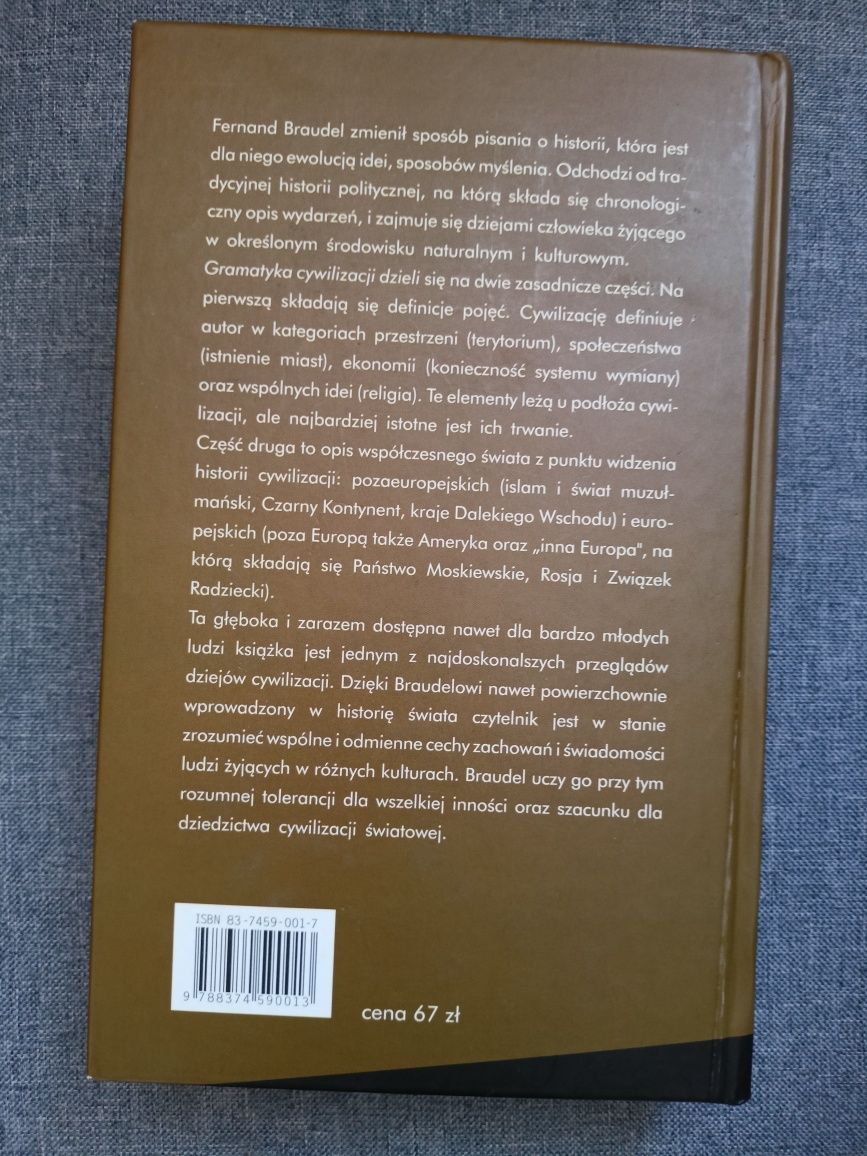 Fernand Braudel zmienił sposób pisania o historii, która jest
dla niego ewolucją idei, sposobów myślenia. Odchodzi od tra-
dycyjnej historii politycznej, na którą składa się chronologi-
czny opis wydarzeń, i zajmuje się dziejami człowieka żyjącego
w określonym środowisku naturalnym i kulturowym.
Gramatyka cywilizacji dzieli się na dwie zasadnicze części. Na
pierwszą składają się definicje pojęć. Cywilizację definiuje
autor w kategoriach przestrzeni (terytorium), społeczeństwa
(istnienie miast), ekonomii (konieczność systemu wymiany)
oraz wspólnych idei (religia). Te elementy leżą u podłoża cywi-
lizacji, ale najbardziej istotne jest ich trwanie.
Część druga to opis współczesnego świata z punktu widzenia
historii cywilizacji: pozaeuropejskich (islam i świat muzuł-
mański, Czarny Kontynent, kraje Dalekiego Wschodu) i euro-
pejskich (poza Europą także Ameryka oraz „inna Europa", na
którą składają się Państwo Moskiewskie, Rosja i Związek
Radziecki).
Ta głęboka i zarazem dostępna nawet dla bardzo młodych
ludzi książka jest jednym z najdoskonalszych przeglądów
dziejów cywilizacji. Dzięki Braudelowi nawet powierzchownie
wprowadzony w historię świata czytelnik jest w stanie
zrozumieć wspólne i odmienne cechy zachowań i świadomości
ludzi żyjących w różnych kulturach. Braudel uczy go przy tym
rozumnej tolerancji dla wszelkiej inności oraz szacunku dla
dziedzictwa cywilizacji światowej.
ISBN 83-7459-001-7
9 788374 590013
cena 67 zł